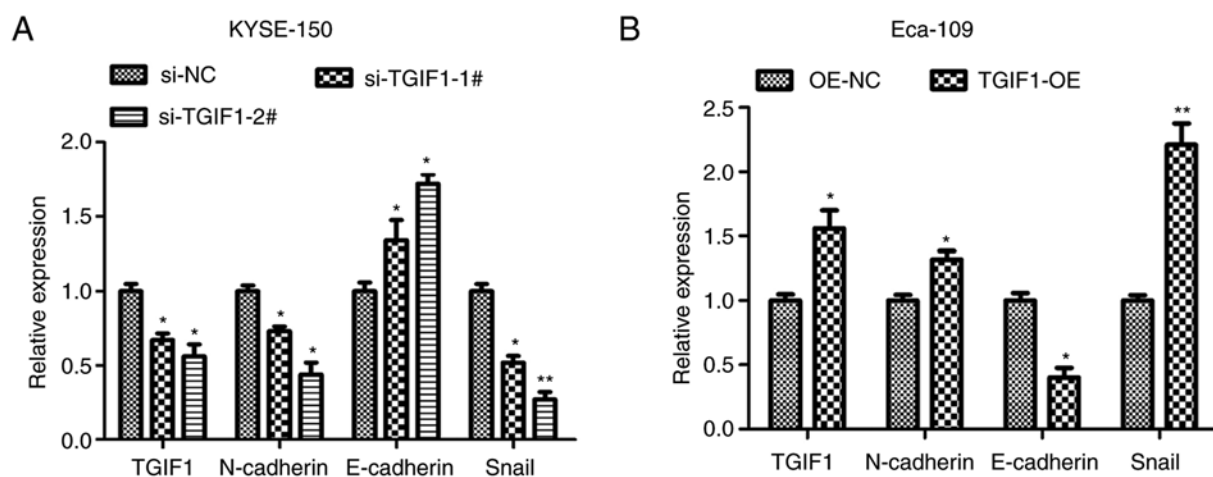 A
KYSE-150
si-NC
si-TGIF1-1#
si-TGIF1-2#
Relative expression
2.0
1.5
1.0
0.5
0.0
* * * * * * * **
TGIF1 N-cadherin E-cadherin Snail
B
Eca-109
OE-NC
TGIF1-OE
Relative expression
2.5
2.0
1.5
1.0
0.5
0.0
* * * **
TGIF1 N-cadherin E-cadherin Snail